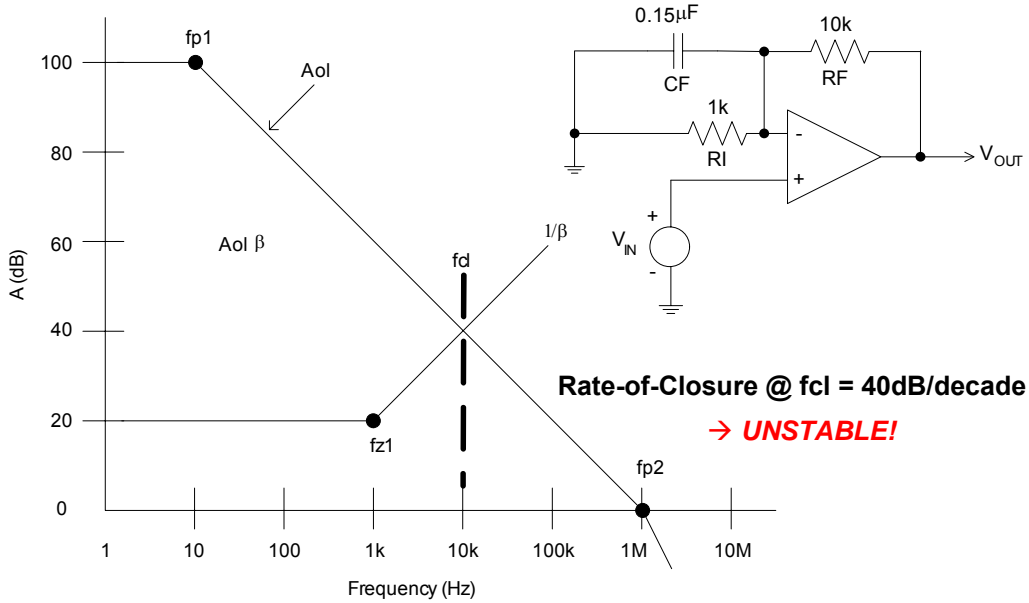 0.15µF
CF
10k
RF
1k
RI
-
+
VOUT
+
VIN
-
A (dB)
100
80
60
40
20
0
fp1
Aol
Aol β
1/β
fcl
fz1
fp2
Rate-of-Closure @ fcl = 40dB/decade
→ UNSTABLE!
1
10
100
1k
10k
100k
1M
10M
Frequency (Hz)